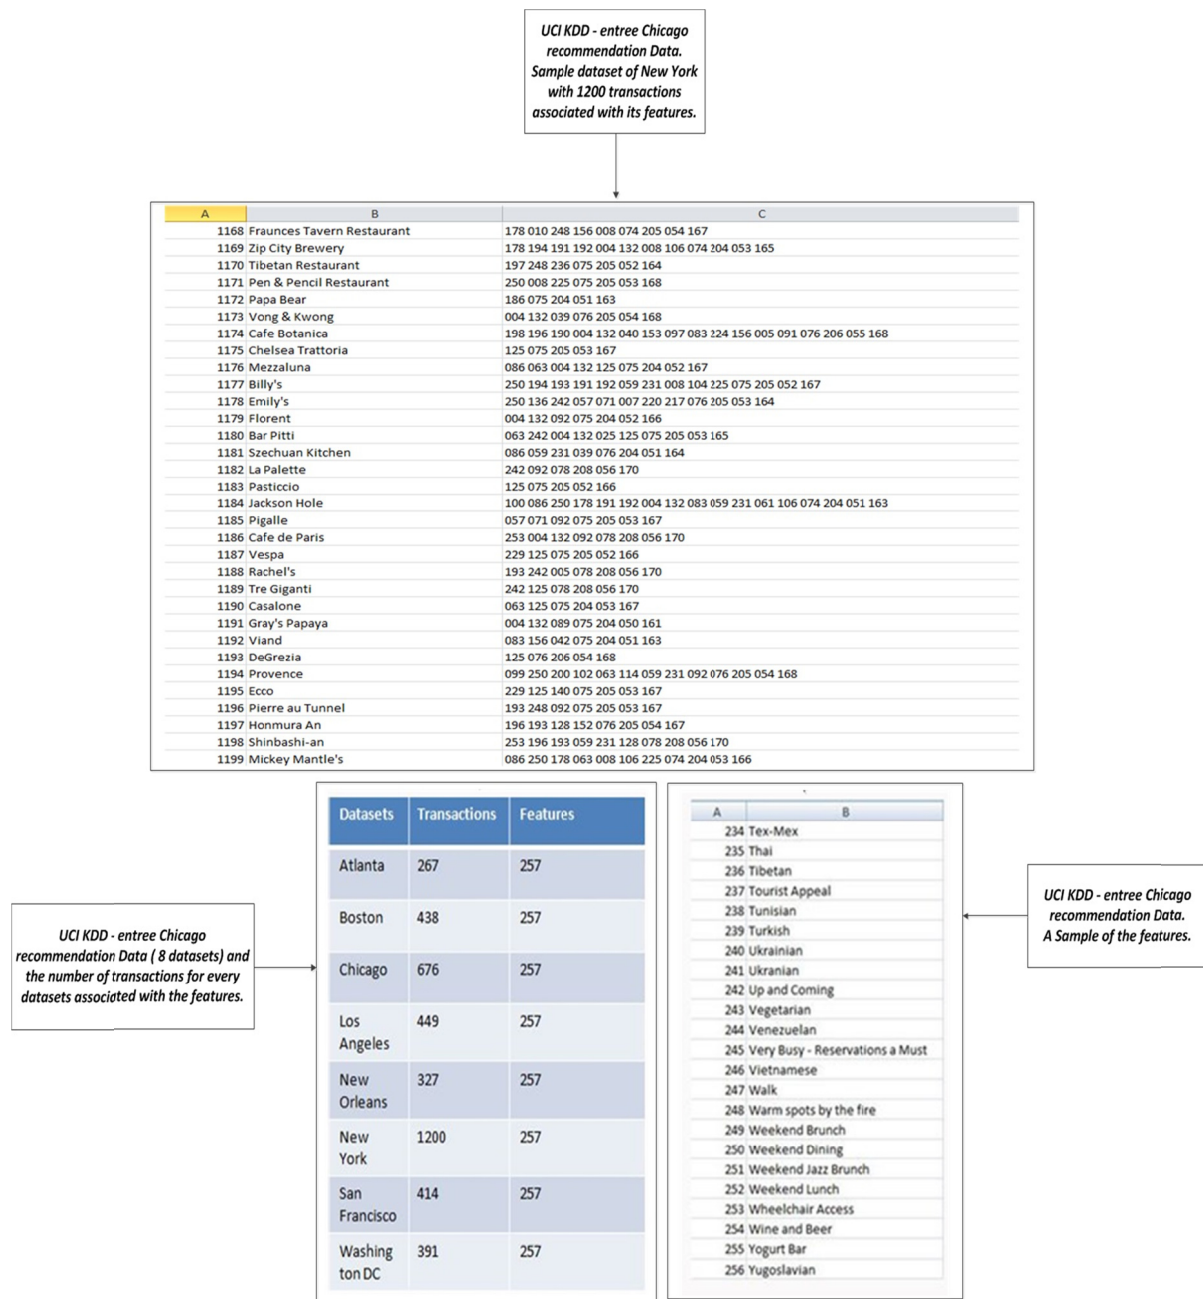 UCI KDD - entree Chicago
recommendation Data.
Sample dataset of New York
with 1200 transactions
associated with its features.
A B C
1168 Fraunces Tavern Restaurant 178 010 248 156 008 074 205 054 167
1169 Zip City Brewery 178 194 191 192 004 132 008 106 074 204 053 165
1170 Tibetan Restaurant 197 248 236 075 205 052 164
1171 Pen & Pencil Restaurant 250 008 225 075 205 053 168
1172 Papa Bear 186 075 204 051 163
1173 Vong & Kwong 004 132 039 076 205 054 168
1174 Cafe Botanica 198 196 190 004 132 040 153 097 083 224 156 005 091 076 206 055 168
1175 Chelsea Trattoria 125 075 205 053 167
1176 Mezzaluna 086 063 004 132 125 075 204 052 167
1177 Billy's 250 194 193 191 192 059 231 008 104 225 075 205 052 167
1178 Emily's 250 136 242 057 071 007 220 217 076 205 053 164
1179 Florent 004 132 092 075 204 052 166
1180 Bar Pitti 063 242 004 132 025 125 075 205 053 165
1181 Szechuan Kitchen 086 059 231 039 076 204 051 164
1182 La Palette 242 092 078 208 056 170
1183 Pasticcio 125 075 205 052 166
1184 Jackson Hole 100 086 250 178 191 192 004 132 083 059 231 061 106 074 204 051 163
1185 Pigalle 057 071 092 075 205 053 167
1186 Cafe de Paris 253 004 132 092 078 208 056 170
1187 Vespa 229 125 075 205 052 166
1188 Rachel's 193 242 005 078 208 056 170
1189 Tre Giganti 242 125 078 208 056 170
1190 Casalone 063 125 075 204 053 167
1191 Gray's Papaya 004 132 089 075 204 050 161
1192 Viand 083 156 042 075 204 051 163
1193 DeGrezia 125 076 206 054 168
1194 Provence 099 250 200 102 063 114 059 231 092 076 205 054 168
1195 Ecco 229 125 140 075 205 053 167
1196 Pierre au Tunnel 193 248 092 075 205 053 167
1197 Honmura An 196 193 128 152 076 205 054 167
1198 Shinbashi-an 253 196 193 059 231 128 078 208 056 170
1199 Mickey Mantle's 086 250 178 063 008 106 225 074 204 053 166
UCI KDD - entree Chicago
recommendation Data ( 8 datasets) and
the number of transactions for every
datasets associated with the features.
Datasets Transactions Features
Atlanta 267 257
Boston 438 257
Chicago 676 257
Los 449 257
Angeles
New 327 257
Orleans
New 1200 257
York
San 414 257
Francisco
Washing 391 257
ton DC
A B
234 Tex-Mex
235 Thai
236 Tibetan
237 Tourist Appeal
238 Tunisian
239 Turkish
240 Ukrainian
241 Ukranian
242 Up and Coming
243 Vegetarian
244 Venezuelan
245 Very Busy - Reservations a Must
246 Vietnamese
247 Walk
248 Warm spots by the fire
249 Weekend Brunch
250 Weekend Dining
251 Weekend Jazz Brunch
252 Weekend Lunch
253 Wheelchair Access
254 Wine and Beer
255 Yogurt Bar
256 Yugoslavian
UCI KDD - entree Chicago
recommendation Data.
A Sample of the features.